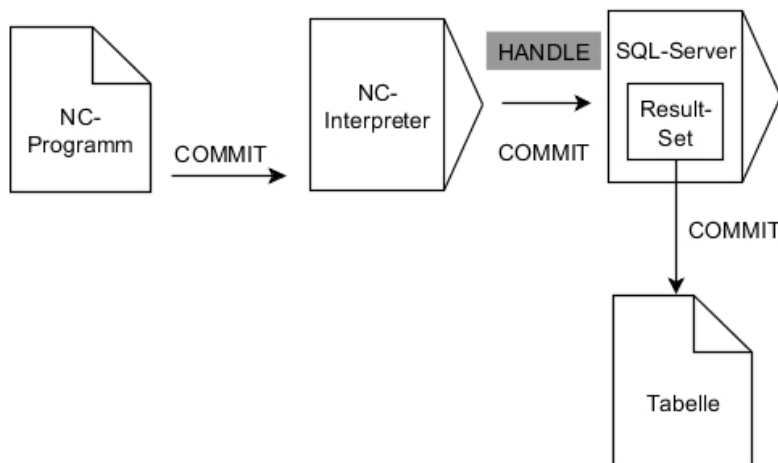 NC-
Programm
COMMIT
NC-
Interpreter
HANDLE
COMMIT
SQL-Server
Result-
Set
COMMIT
Tabelle